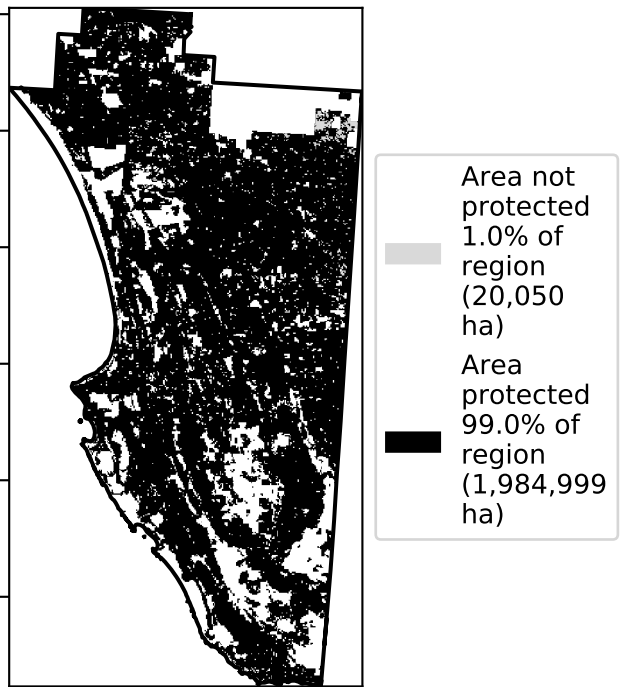 Area not
protected
1.0% of
region
(20,050
ha)
Area
protected
99.0% of
region
(1,984,999
ha)